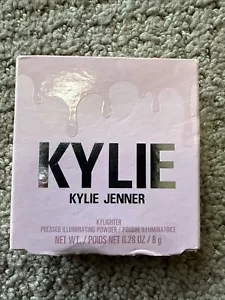 KYLIE
KYLIE JENNER
KYLIGHTER
PRESSED ILLUMINATING POWDER / POUDRE ILLUMINATRICE
NET WT. / POIDS NET 0.28 OZ / 8 g